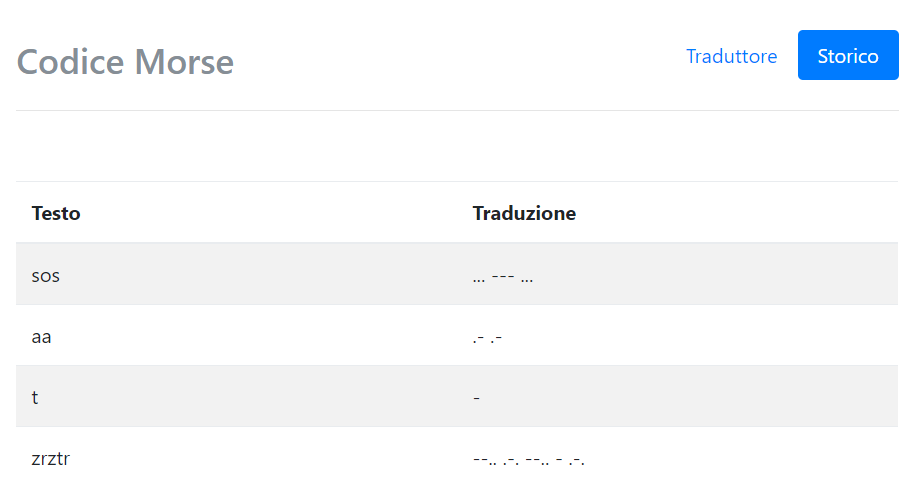 Codice Morse
Traduttore
Storico
Testo Traduzione
sos ... --- ...
aa .- .-
t -
zrztr --.. .-. --.. - .-.